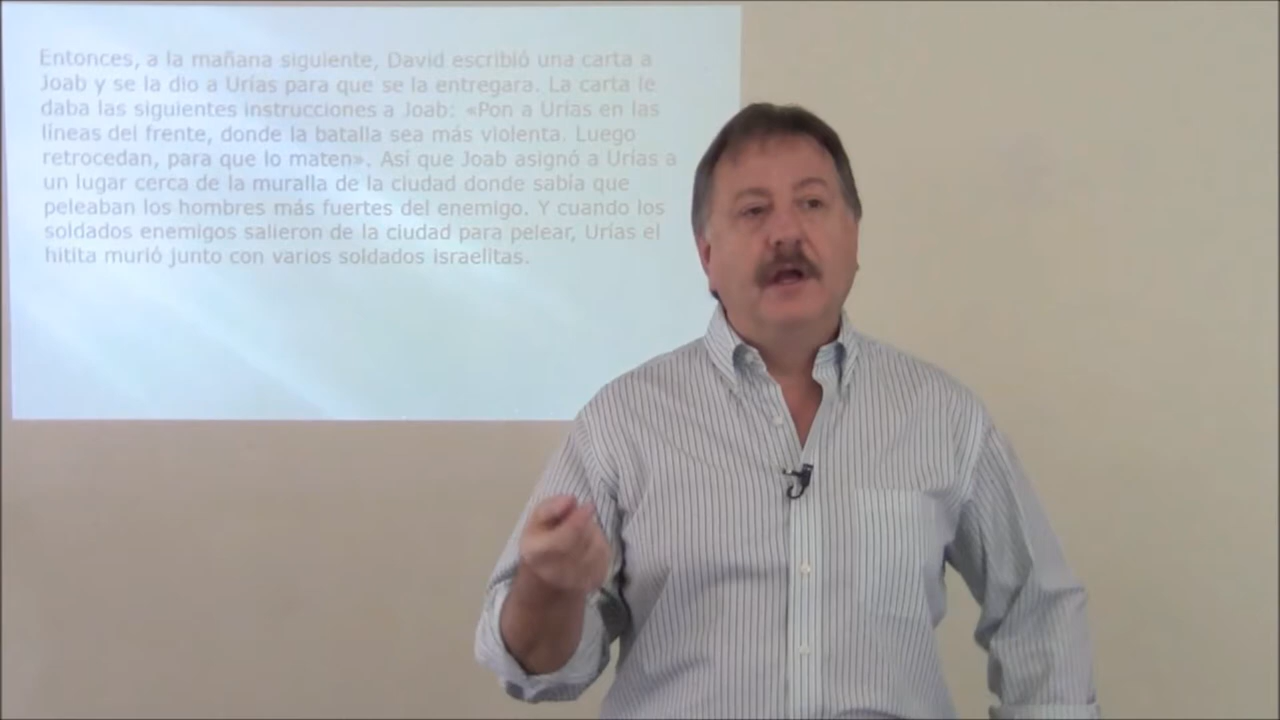 Entonces, a la mañana siguiente, David escribió una carta a
Joab y se la dio a Urías para que se la entregara. La carta le
daba las siguientes instrucciones a Joab: «Pon a Urías en las
líneas del frente, donde la batalla sea más violenta. Luego
retrocedan, para que lo maten». Así que Joab asignó a Urías a
un lugar cerca de la muralla de la ciudad donde sabía que
peleaban los hombres más fuertes del enemigo. Y cuando los
soldados enemigos salieron de la ciudad para pelear, Urías el
hitita murió junto con varios soldados israelitas.